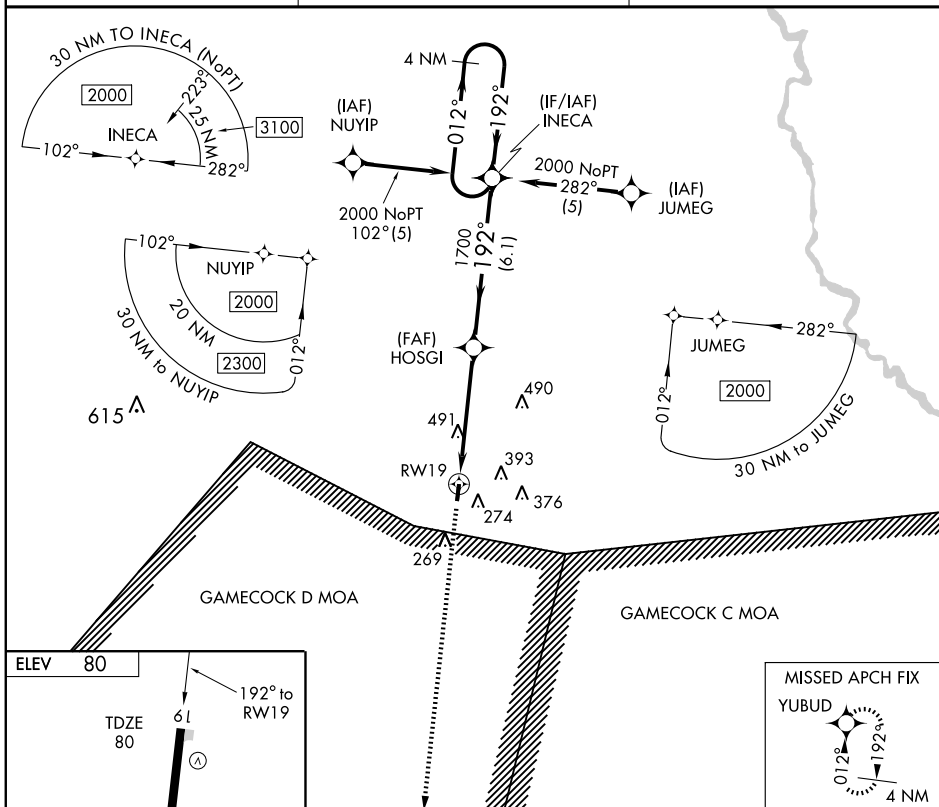 30 NM TO INECA (NoPT)
2000
223°
25 NM
3100
INECA
102°
282°
4 NM
012°
192°
(IF/IAF)
INECA
(IAF)
NUYIP
2000 NoPT
102° (5)
2000 NoPT
282°
(5)
(IAF)
JUMEG
1700
192°
(6.1)
102°
NUYIP
2000
20 NM
2300
012°
30 NM to NUYIP
(FAF)
HOSGI
JUMEG
282°
2000
012°
30 NM to JUMEG
615
490
491
393
RW19
376
274
269
GAMECOCK D MOA
GAMECOCK C MOA
ELEV 80
192° to
RW19
TDZE
80
19
MISSED APCH FIX
YUBUD
012°
192°
4 NM